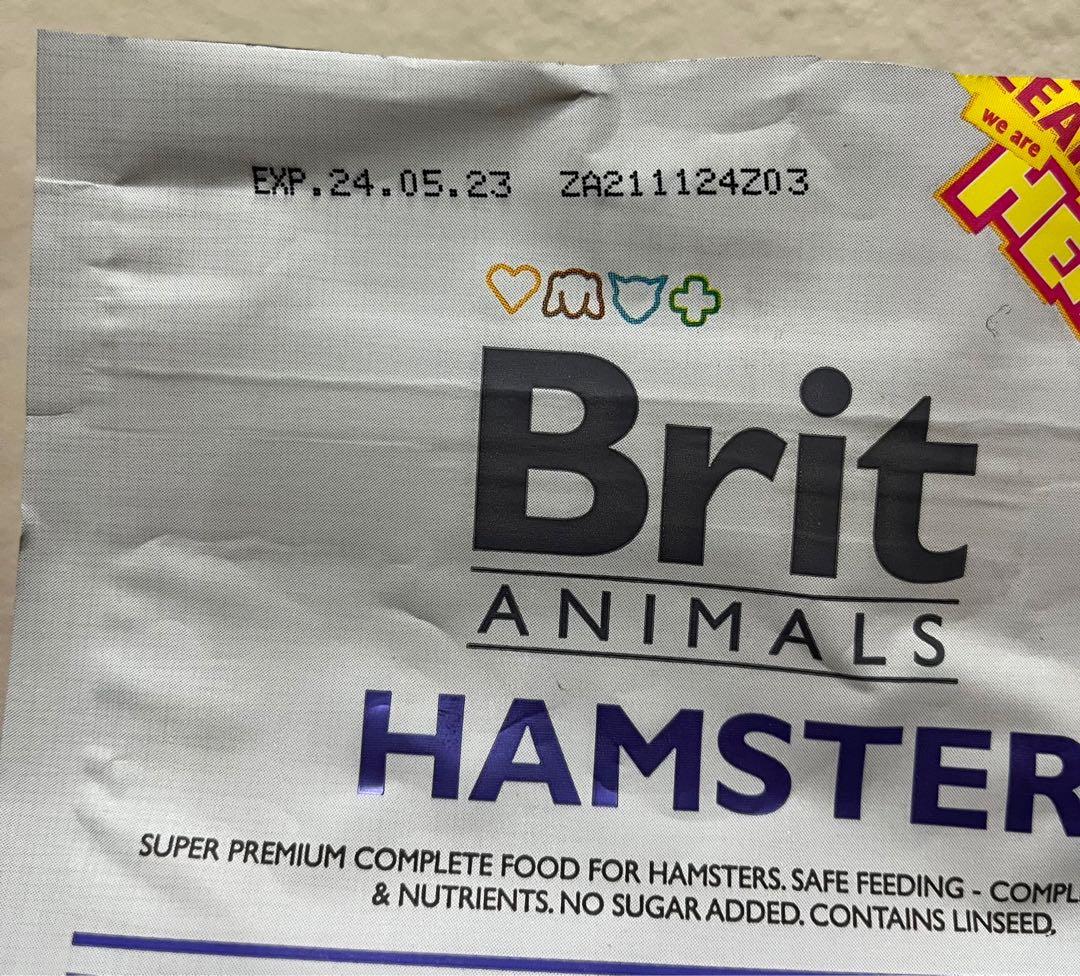 EXP.24.05.23 ZA211124Z03
we are
Brit
ANIMALS
HAMSTER
SUPER PREMIUM COMPLETE FOOD FOR HAMSTERS. SAFE FEEDING - COMPL
& NUTRIENTS. NO SUGAR ADDED. CONTAINS LINSEED,